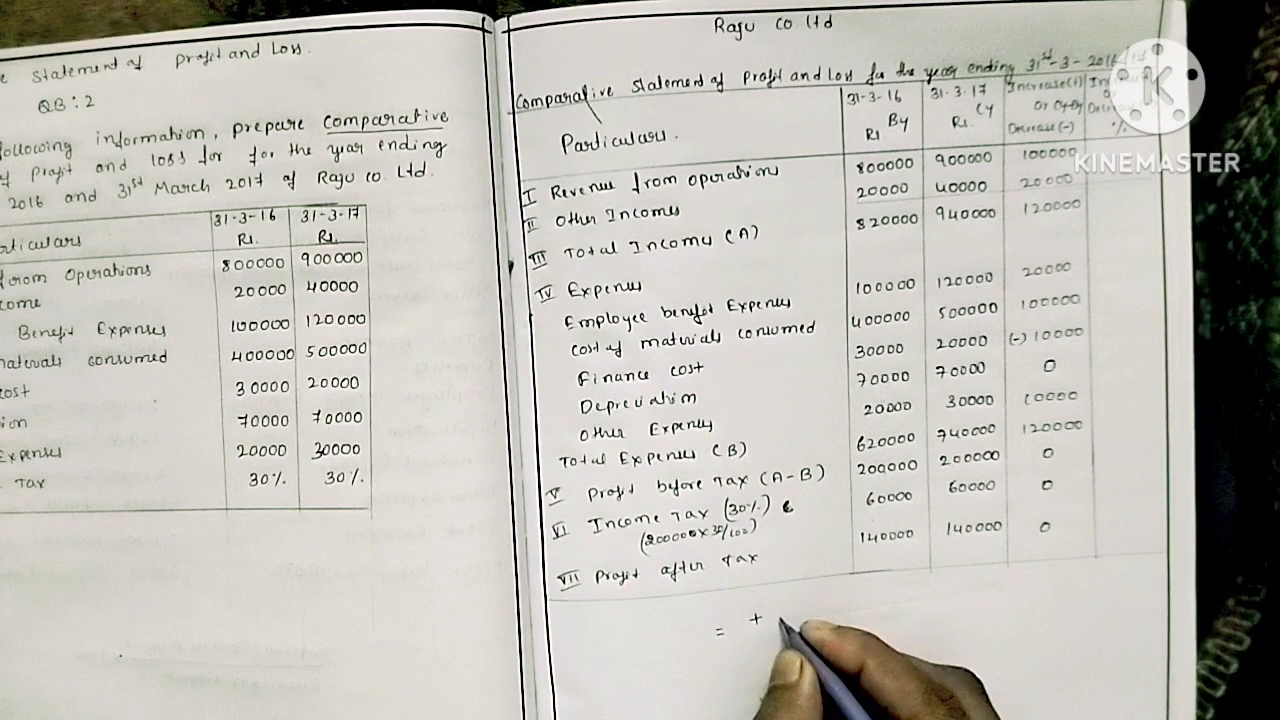 e statement of Profit and Loss.
QB:2
following information, prepare comparative
of Profit and loss for for the year ending
2016 and 31st March 2017 of Raju co. Ltd.
rticulars 31-3-16 Rs. 31-3-17 Rs.
from Operations 800000 900000
come 20000 40000
Benefit Expenses 100000 120000
materials consumed 400000 500000
cost 30000 20000
ion 70000 70000
Expenses 20000 30000
Tax 30% 30%
Raju co Ltd
Comparative statement of Profit and Loss for the year ending 31st-3-2016
Particulars. 31-3-16 By Rs. 31.3.17 Cy Rs. Increase(+) or Cy-By Decrease(-) %
I Revenue from operations 800000 900000 100000
II Other Incomes 20000 40000 20000
III Total Incomes (A) 820000 940000 120000
IV Expenses
Employee benefit Expenses 100000 120000 20000
Cost of materials consumed 400000 500000 100000
Finance cost 30000 20000 (-) 10000
Depreviation 70000 70000 0
Other Expenses 20000 30000 10000
Total Expenses (B) 620000 740000 120000
V Profit before Tax (A-B) 200000 200000 0
VI Income Tax (30%) 60000 60000 0
(200000 x 30/100)
VII Profit after Tax 140000 140000 0
= +
K
KINEMASTER